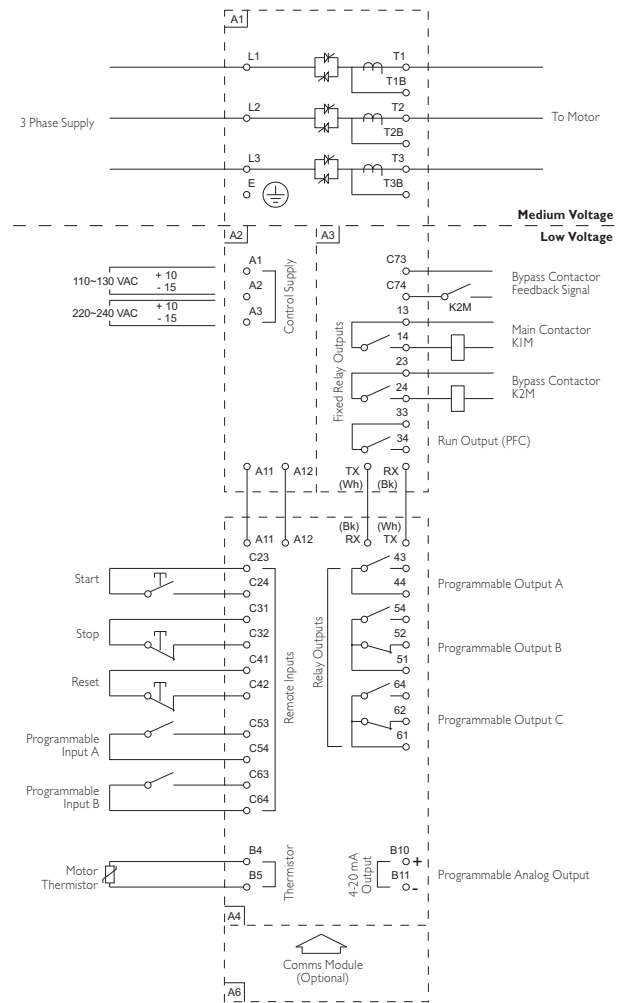 A1
L1
T1
T1B
L2
T2
3 Phase Supply
To Motor
T2B
L3
T3
E
T3B
Medium Voltage
Low Voltage
A2
A3
A1
A2
A3
110~130 VAC
+ 10
- 15
220~240 VAC
+ 10
- 15
Control Supply
C73
C74
Bypass Contactor
Feedback Signal
K2M
13
14
Main Contactor
K1M
23
24
Bypass Contactor
K2M
33
34
Run Output (PFC)
Fixed Relay Outputs
A11
A12
TX
(Wh)
RX
(Bk)
A11
A12
(Bk)
RX
(Wh)
TX
Start
C23
C24
Stop
C31
C32
Reset
C41
C42
Programmable
Input A
C53
C54
Programmable
Input B
C63
C64
Remote Inputs
Relay Outputs
43
44
Programmable Output A
54
52
51
Programmable Output B
64
62
61
Programmable Output C
Motor
Thermistor
B4
B5
Thermistor
4-20 mA
Output
B10
+
B11
-
Programmable Analog Output
A4
Comms Module
(Optional)
A6